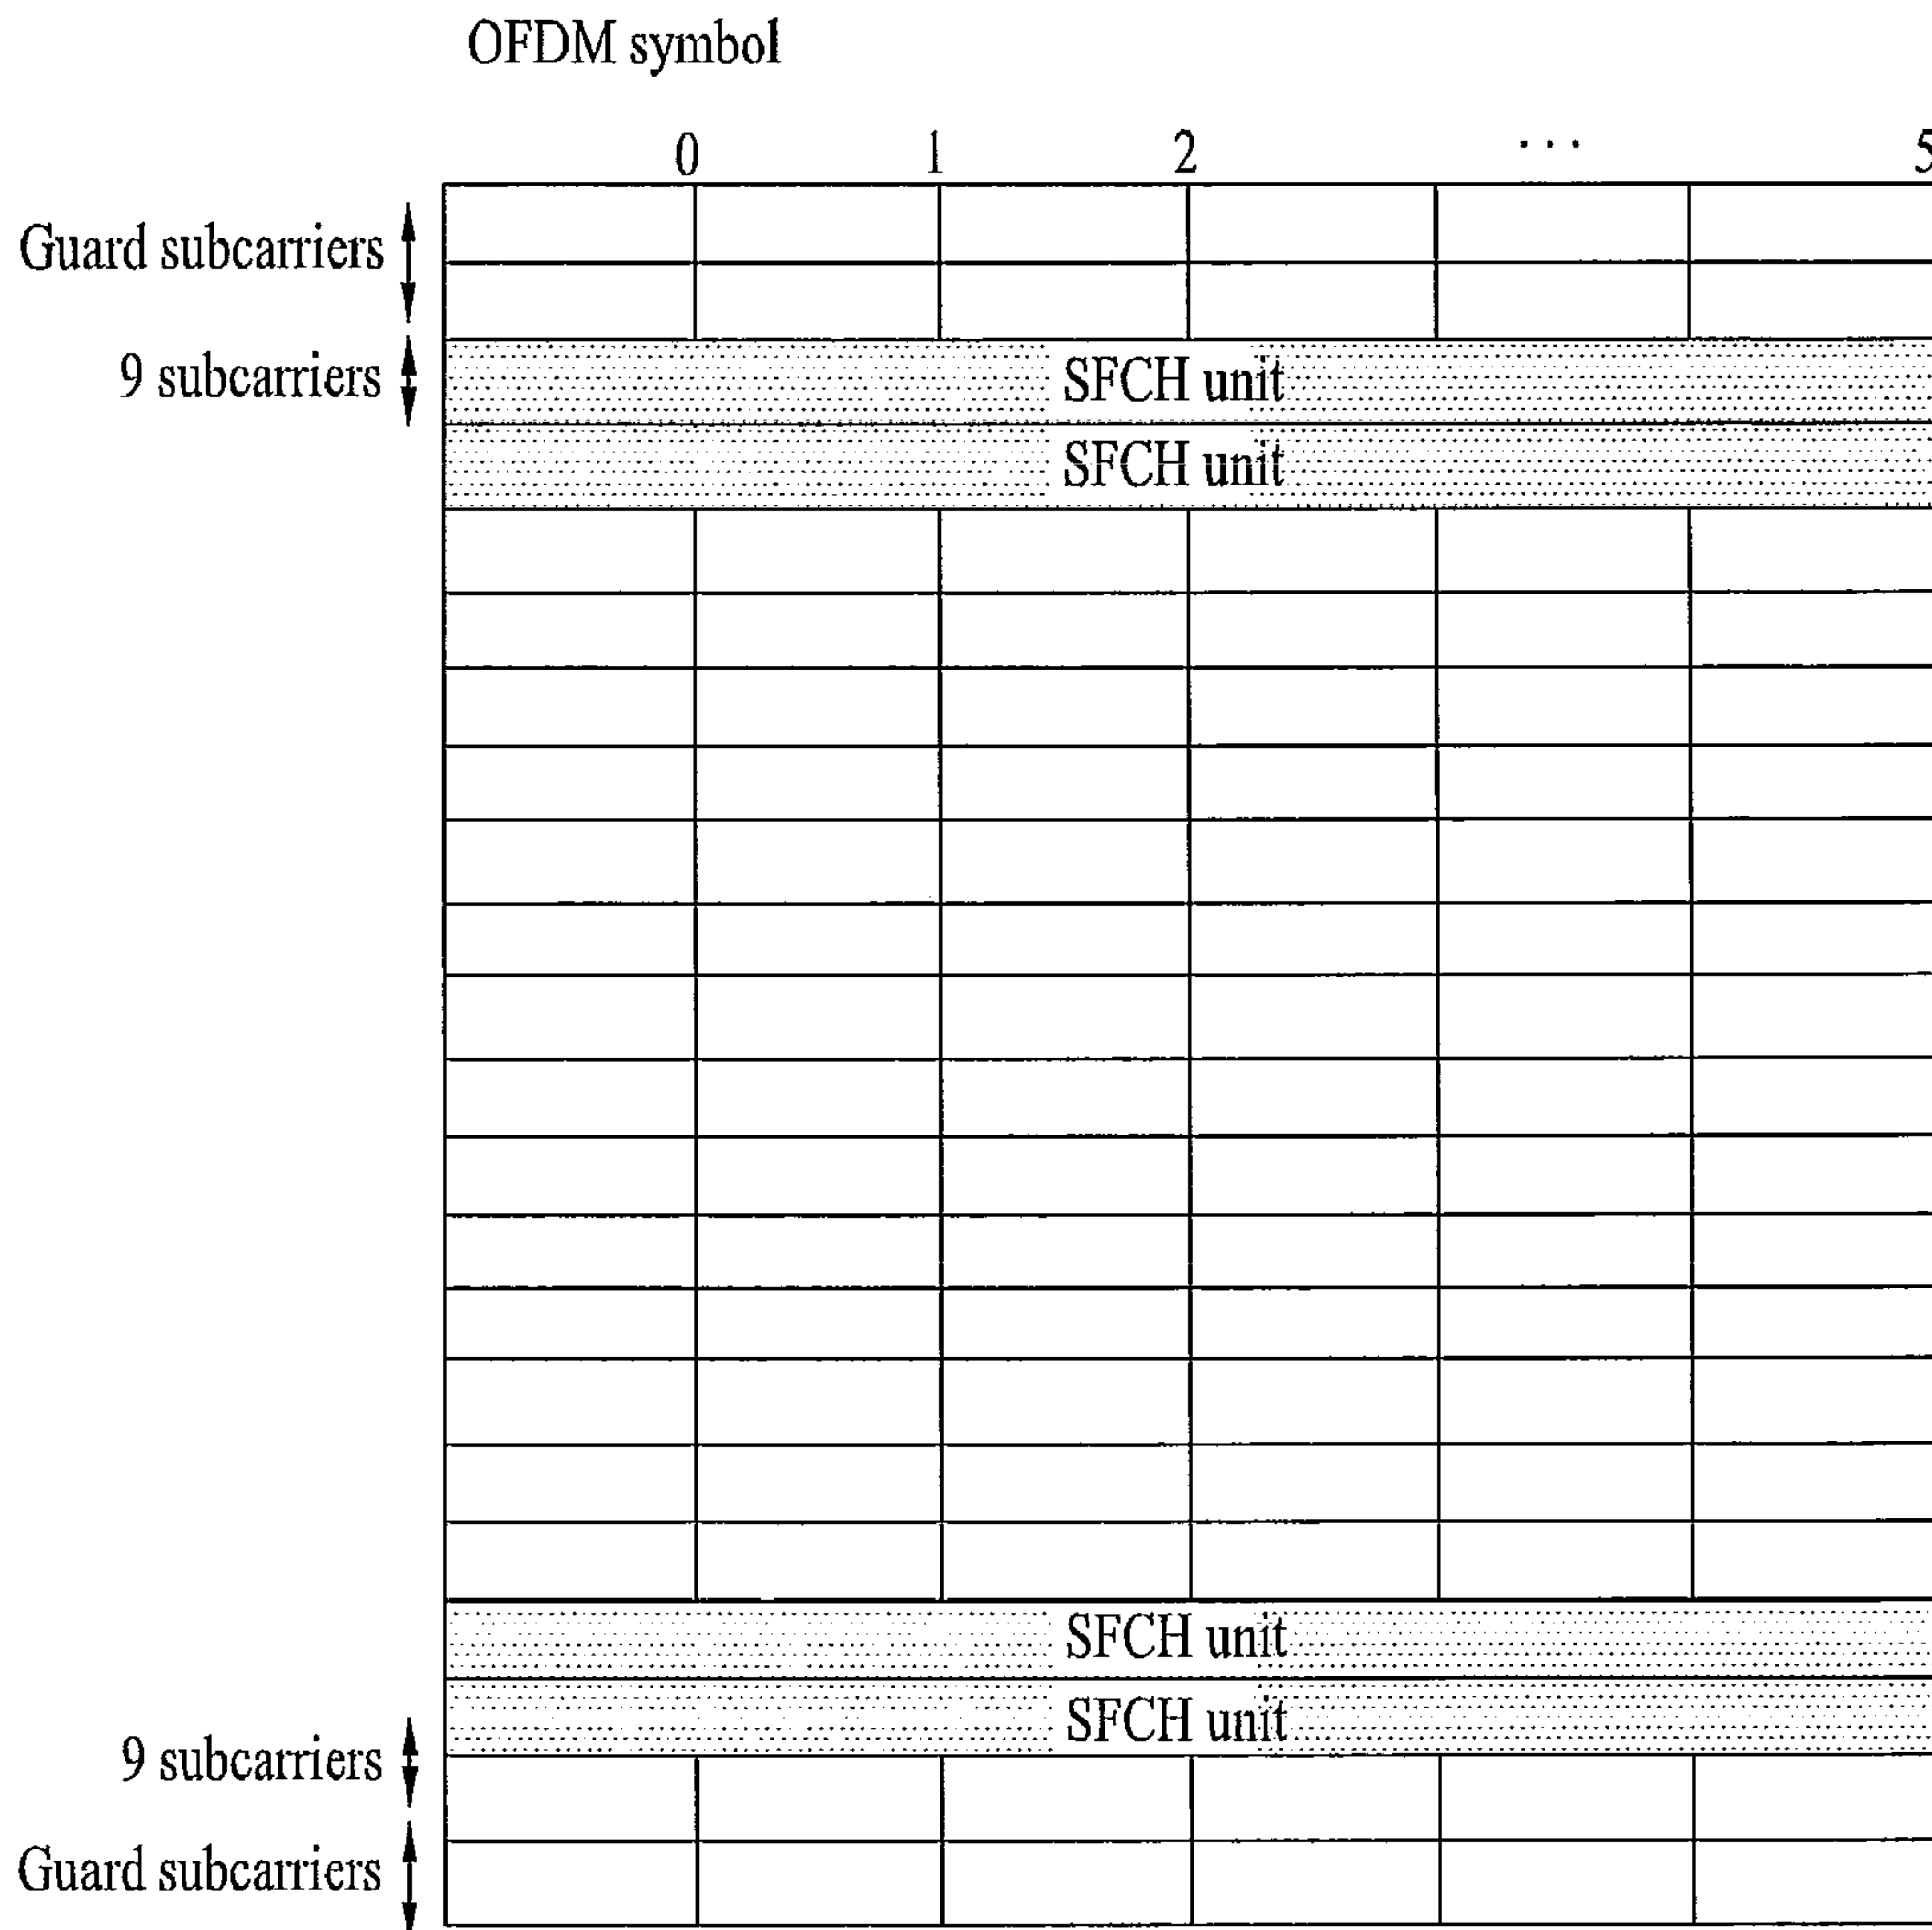 OFDM symbol
0 1 2 ... 5
Guard subcarriers
9 subcarriers
SFCH unit
SFCH unit
SFCH unit
SFCH unit
9 subcarriers
Guard subcarriers